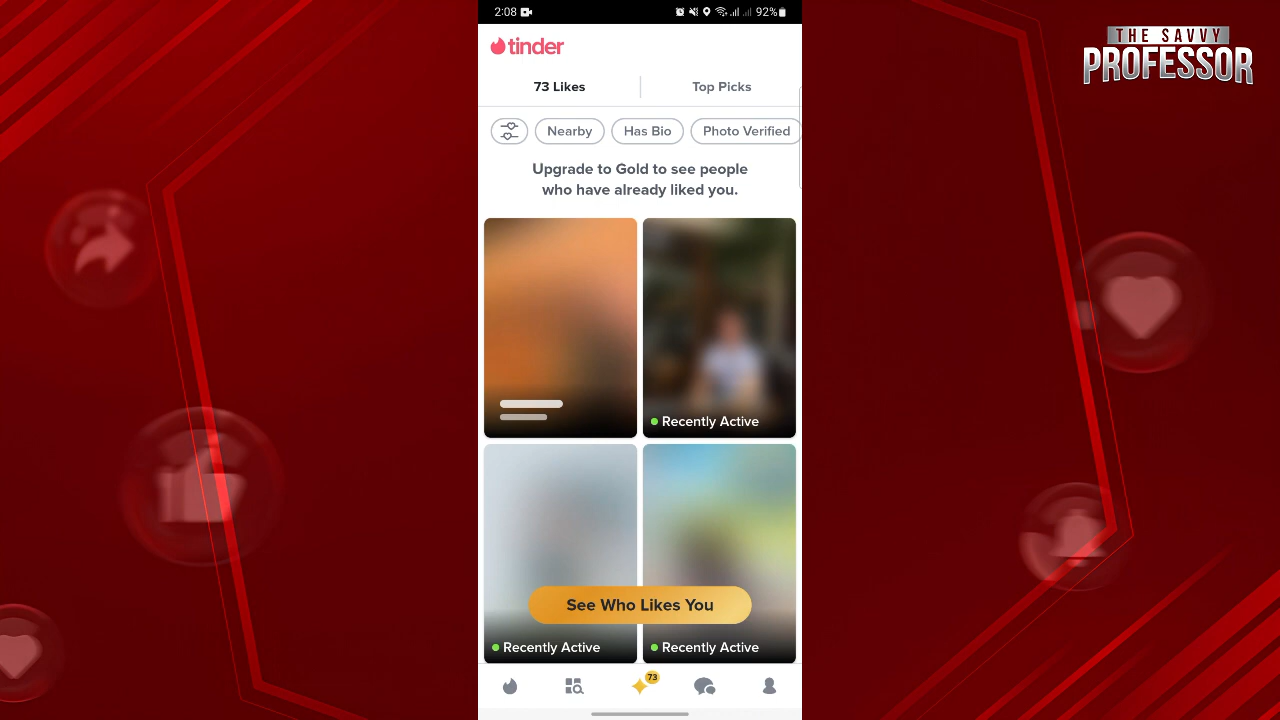 2:08
92%
THE SAVVY
PROFESSOR
tinder
73 Likes
Top Picks
Nearby
Has Bio
Photo Verified
Upgrade to Gold to see people
who have already liked you.
Recently Active
See Who Likes You
Recently Active
Recently Active
73